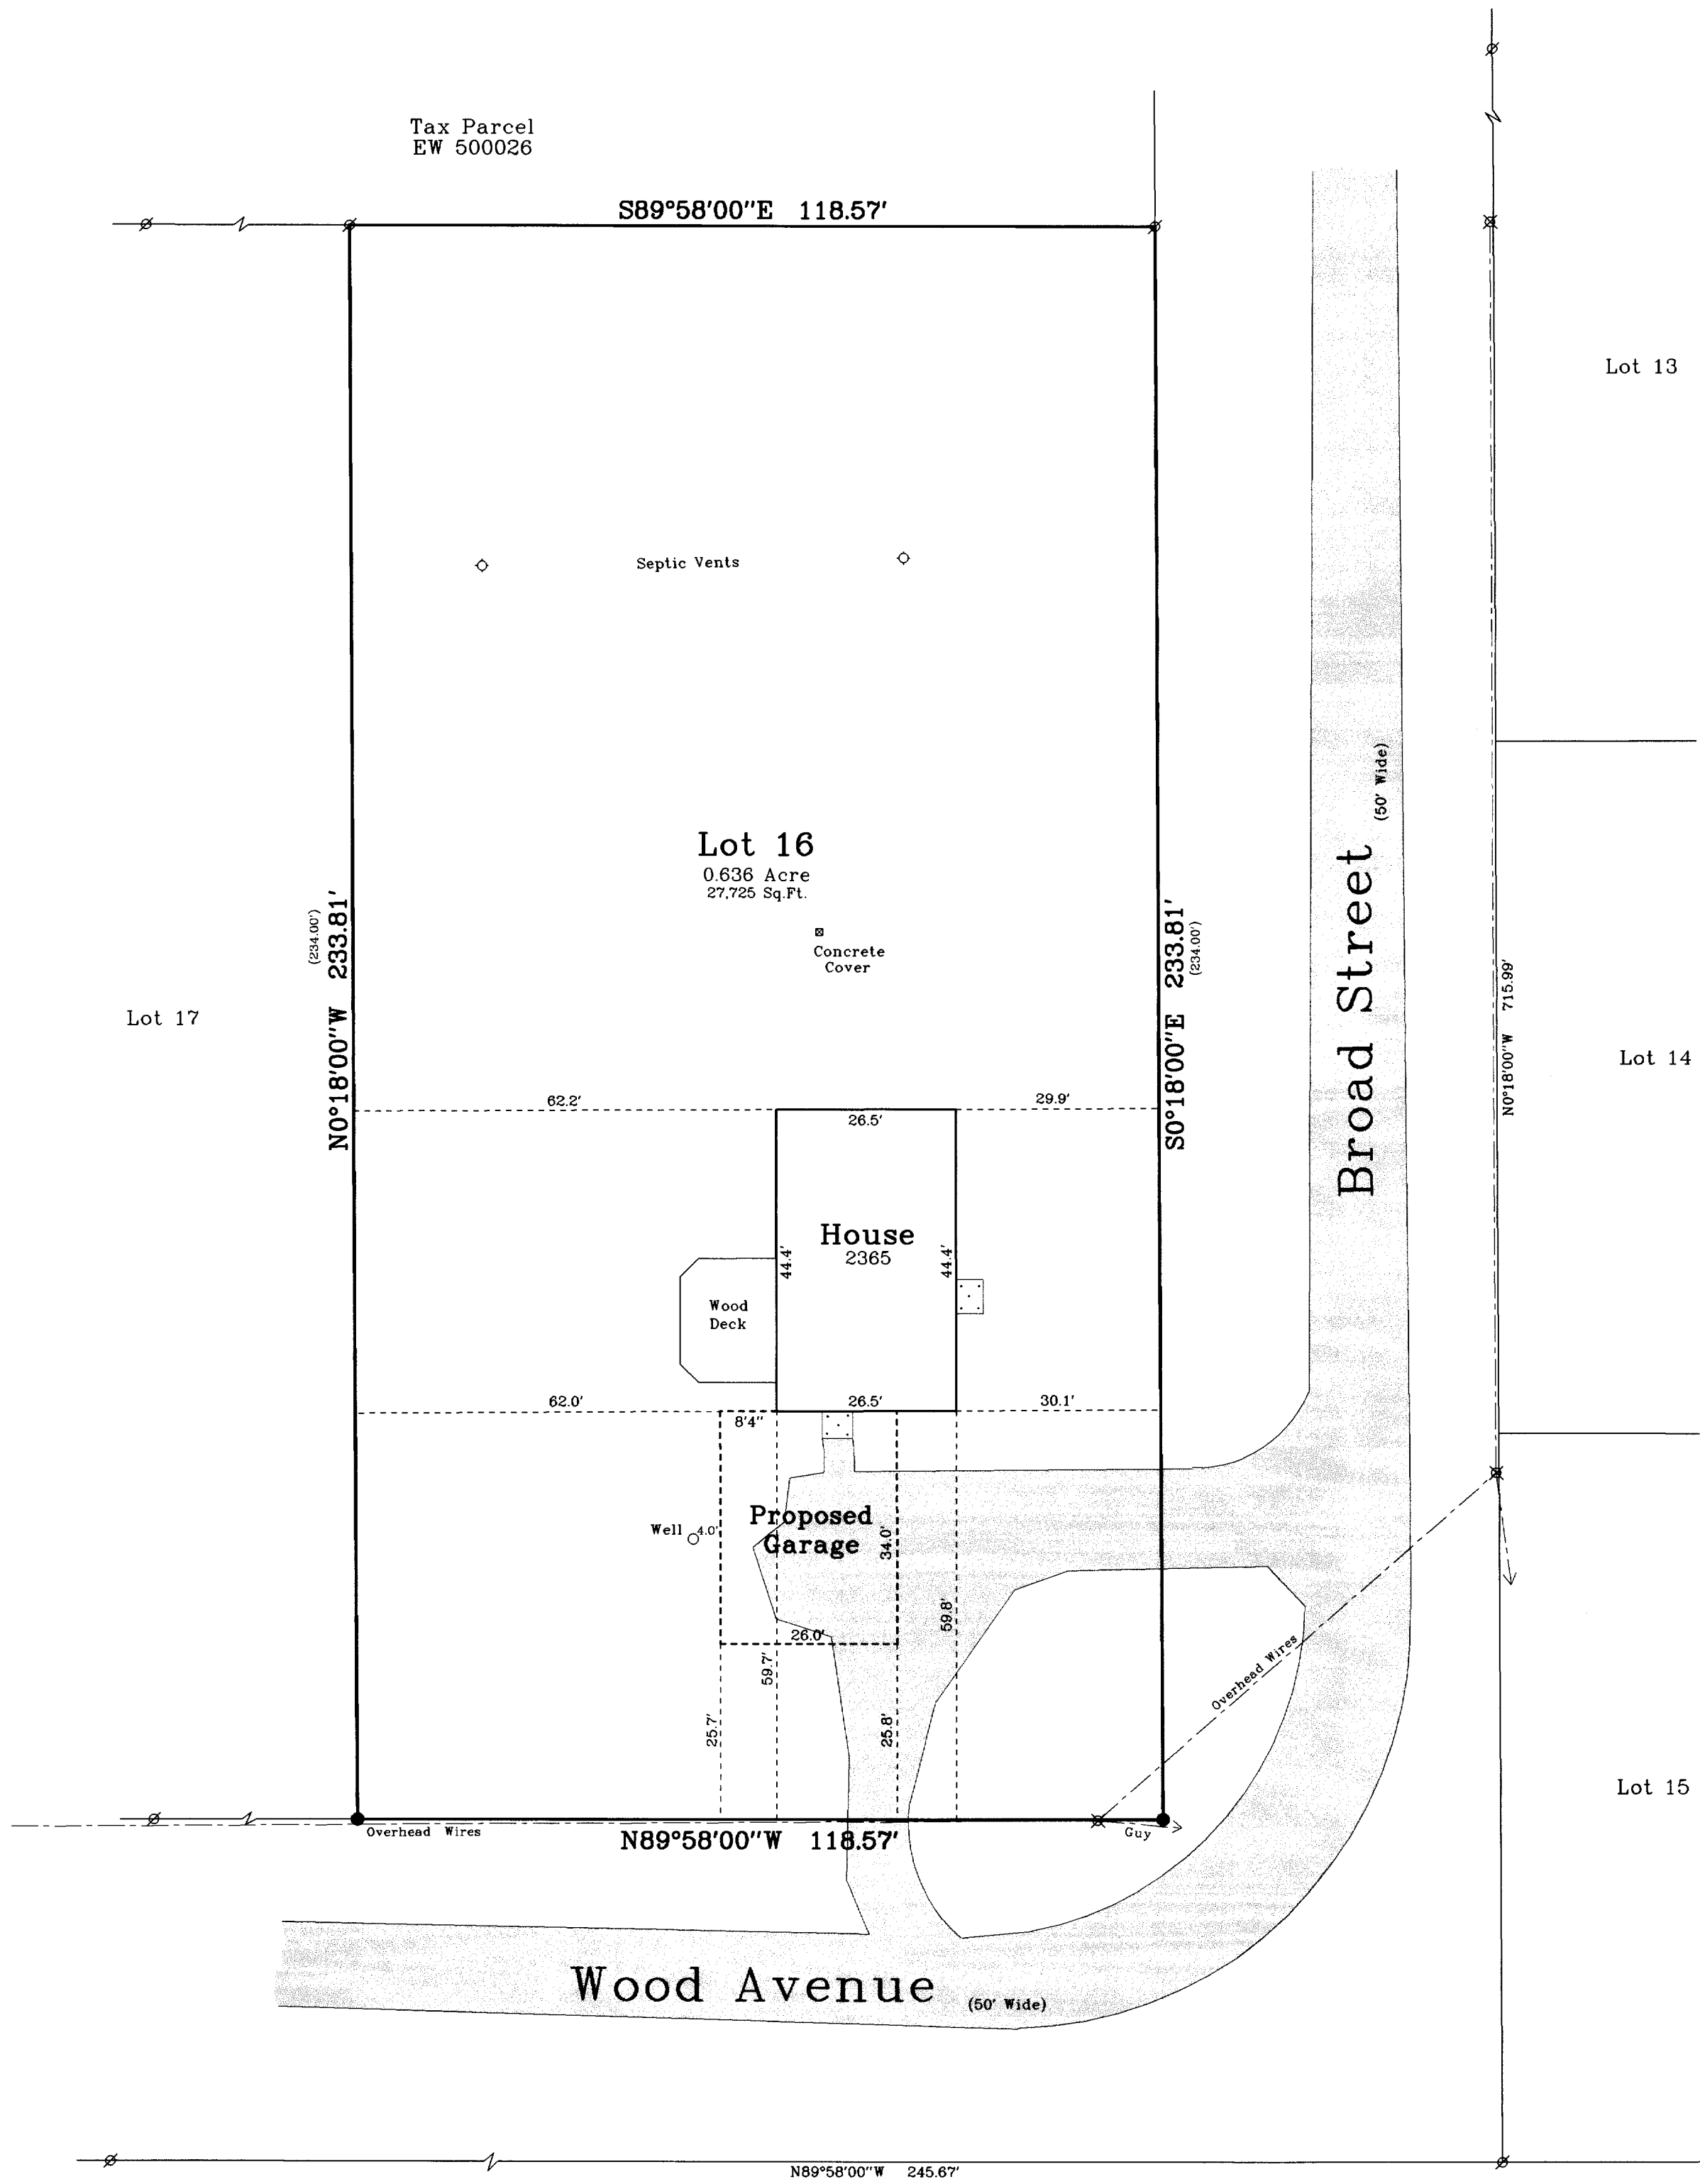 Tax Parcel
EW 500026
S89°58'00"E 118.57'
Lot 13
Septic Vents
(50' Wide)
Broad Street
Lot 16
0.636 Acre
27,725 Sq.Ft.
Concrete
Cover
(234.00')
N0°18'00"W 233.81'
S0°18'00"E 233.81'
(234.00')
N0°18'00"W 715.99'
Lot 17
Lot 14
62.2'
26.5'
29.9'
House
2365
44.4'
44.4'
Wood
Deck
62.0'
26.5'
30.1'
8'4"
Well
4.0'
Proposed
Garage
34.0'
26.0'
59.7'
59.8'
25.7'
25.8'
Overhead Wires
Lot 15
Overhead Wires
N89°58'00"W 118.57'
Guy
Wood Avenue
(50' Wide)
N89°58'00"W 245.67'